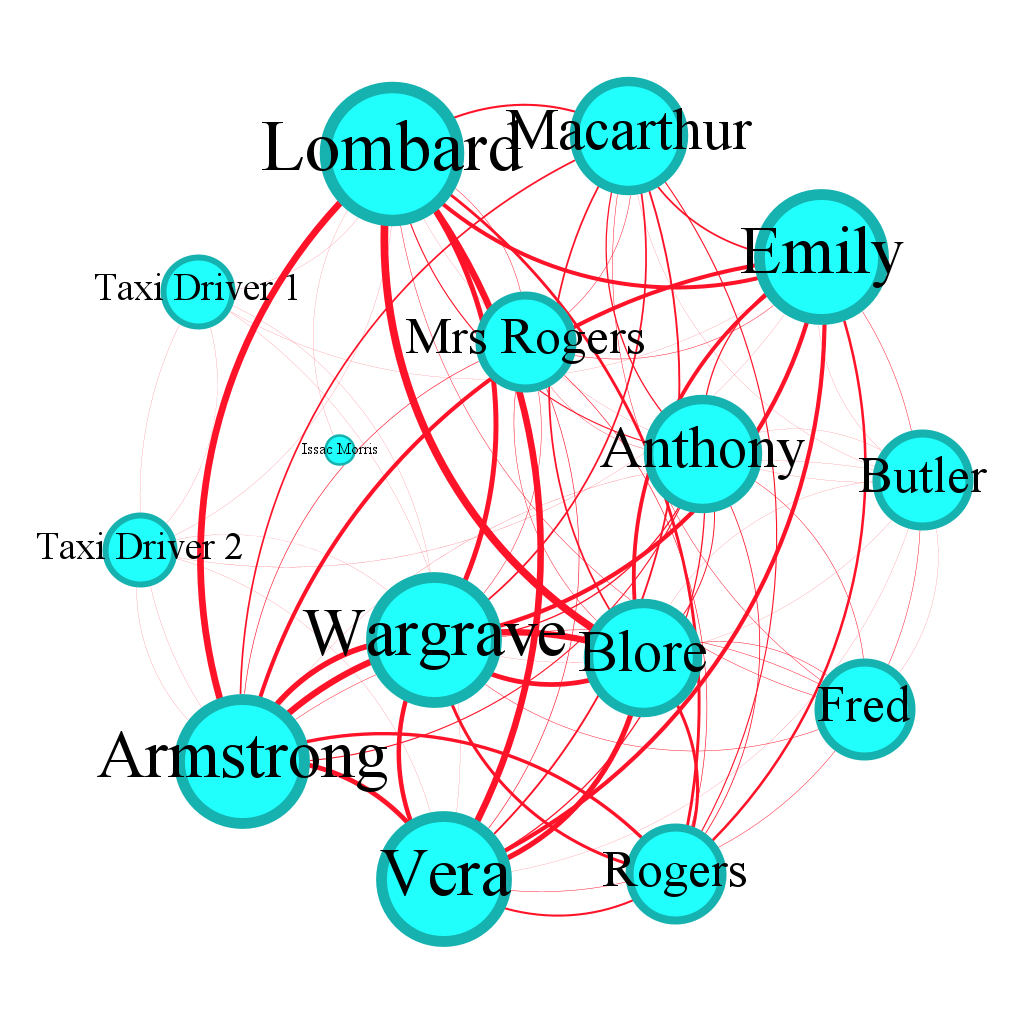 Lombard
Macarthur
Emily
Taxi Driver 1
Mrs Rogers
Issac Morris
Anthony
Butler
Taxi Driver 2
Wargrave
Blore
Fred
Armstrong
Vera
Rogers